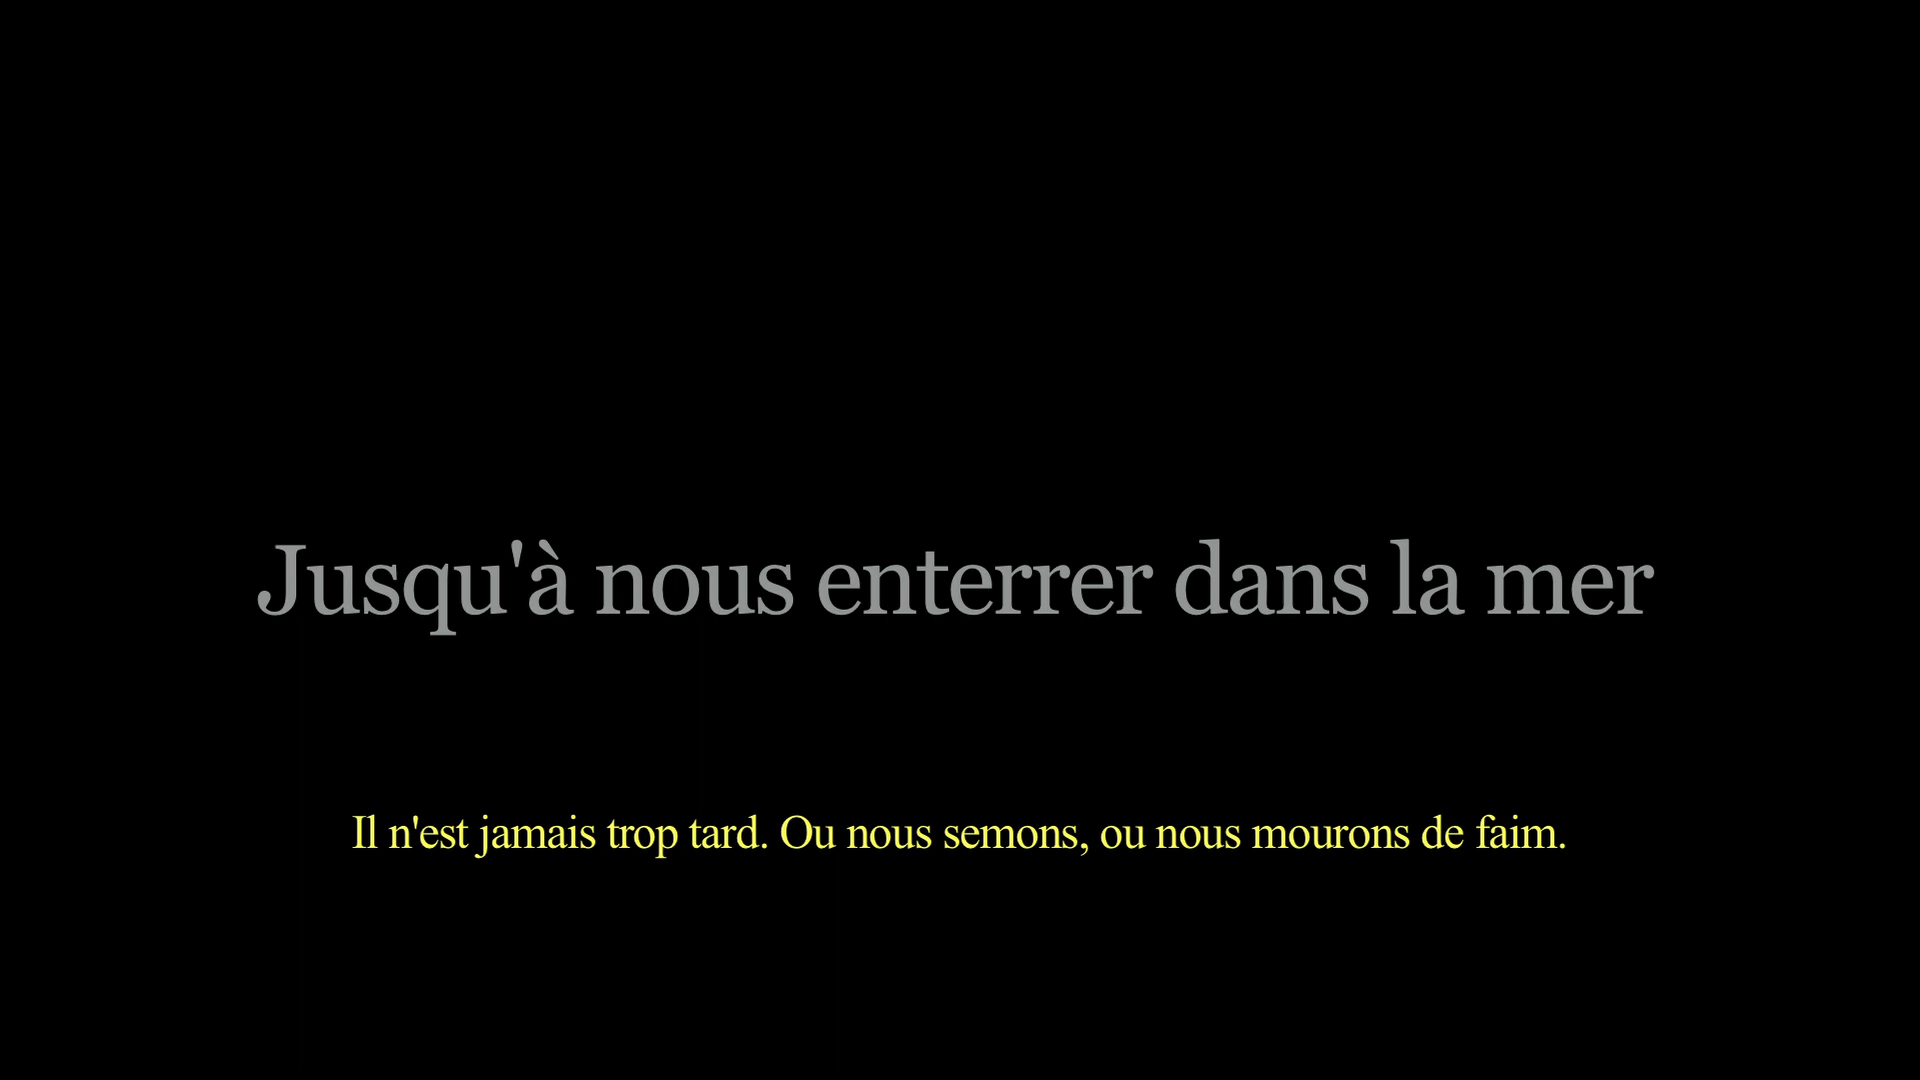 Jusqu'à nous enterrer dans la mer
Il n'est jamais trop tard. Ou nous semons, ou nous mourons de faim.